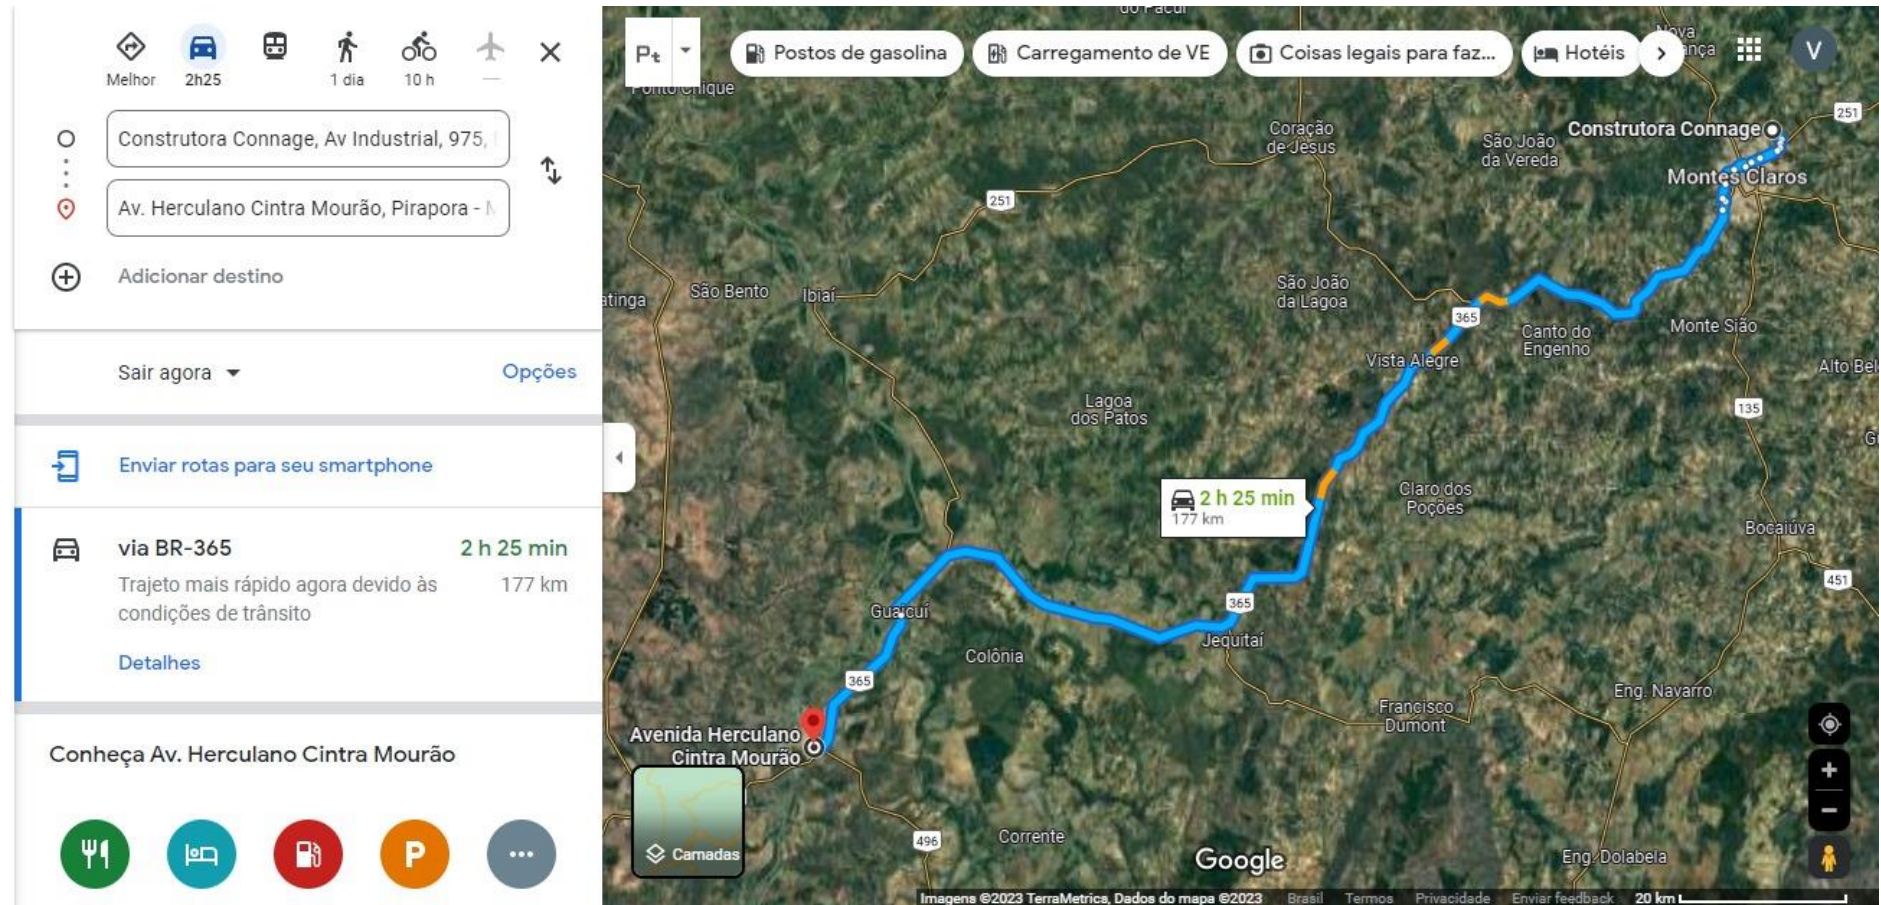 Melhor
2h25
1 dia
10 h
Construtora Connage, Av Industrial, 975,
Av. Herculano Cintra Mourão, Pirapora -
Adicionar destino
Sair agora
Opções
Enviar rotas para seu smartphone
via BR-365
2 h 25 min
Trajeto mais rápido agora devido às
177 km
condições de trânsito
Detalhes
Conheça Av. Herculano Cintra Mourão
P
Postos de gasolina
Carregamento de VE
Coisas legais para faz...
Hotéis
V
do Pacuí
Nova
Ponto Chique
251
Coração
de Jesus
São João
da Vereda
Construtora Connage
Montes Claros
251
São Bento
Ibiaí
São João
da Lagoa
365
Canto do
Engenho
Monte Sião
Vista Alegre
Alto Bel
Lagoa
dos Patos
135
2 h 25 min
177 km
Claro dos
Poções
Bocaiúva
451
365
Guaicuí
Jequitaí
Colônia
365
Eng. Navarro
Francisco
Dumont
Avenida Herculano
Cintra Mourão
496
Corrente
Camadas
Google
Eng. Dolabela
Imagens ©2023 TerraMetrics, Dados do mapa ©2023
Brasil
Termos
Privacidade
Enviar feedback
20 km